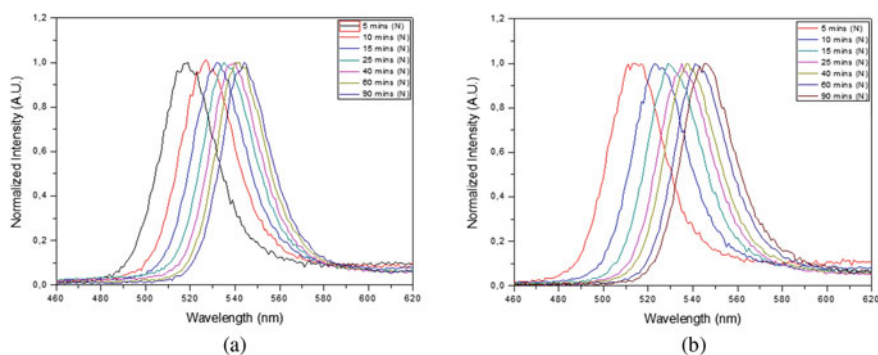 1,2
1,0
0,8
0,6
0,4
0,2
0,0
Normalized Intensity (A.U.)
5 mins (N)
10 mins (N)
15 mins (N)
25 mins (N)
40 mins (N)
60 mins (N)
90 mins (N)
460 480 500 520 540 560 580 600 620
Wavelength (nm)
(a)
1,2
1,0
0,8
0,6
0,4
0,2
0,0
Normalized Intensity (A.U.)
5 mins (N)
10 mins (N)
15 mins (N)
25 mins (N)
40 mins (N)
60 mins (N)
90 mins (N)
460 480 500 520 540 560 580 600 620
Wavelength (nm)
(b)